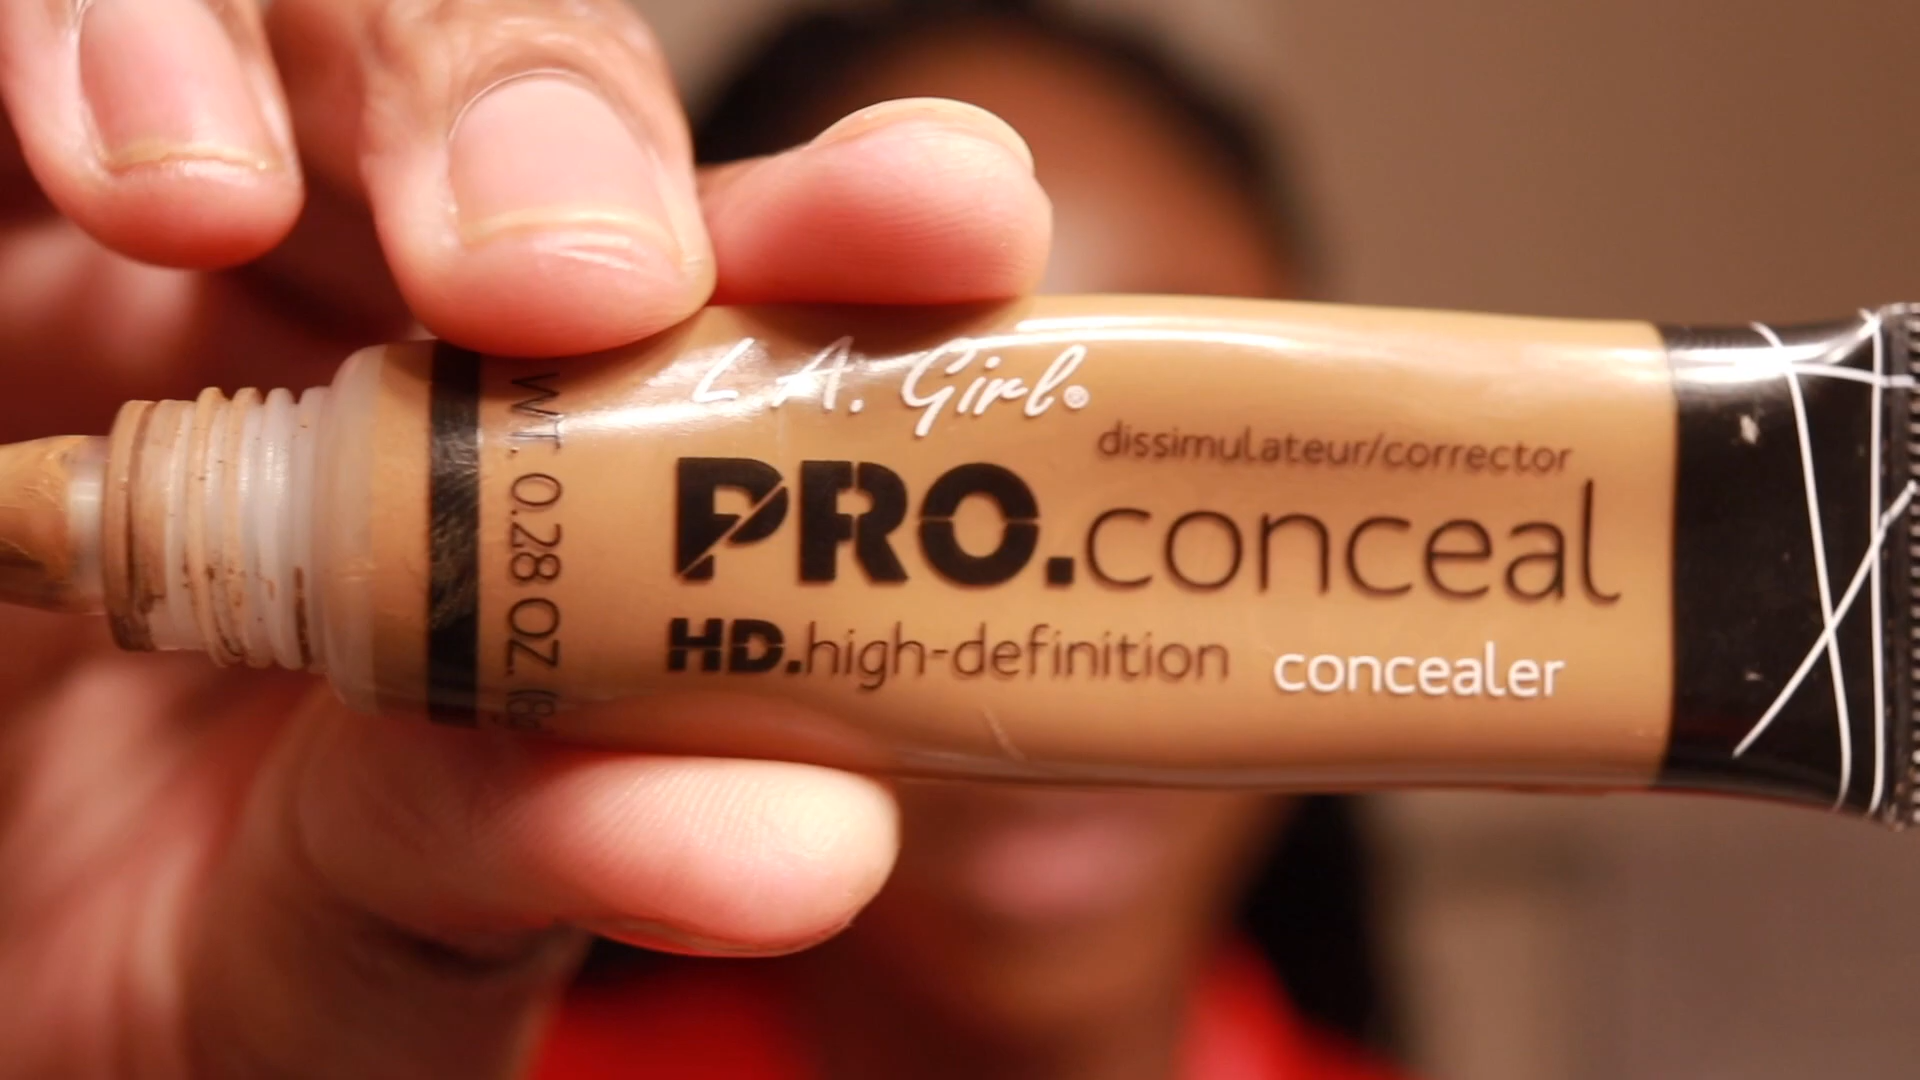 L.A. Girl®
dissimulateur/corrector
PRO.conceal
HD.high-definition concealer
WT. 0.28 OZ.